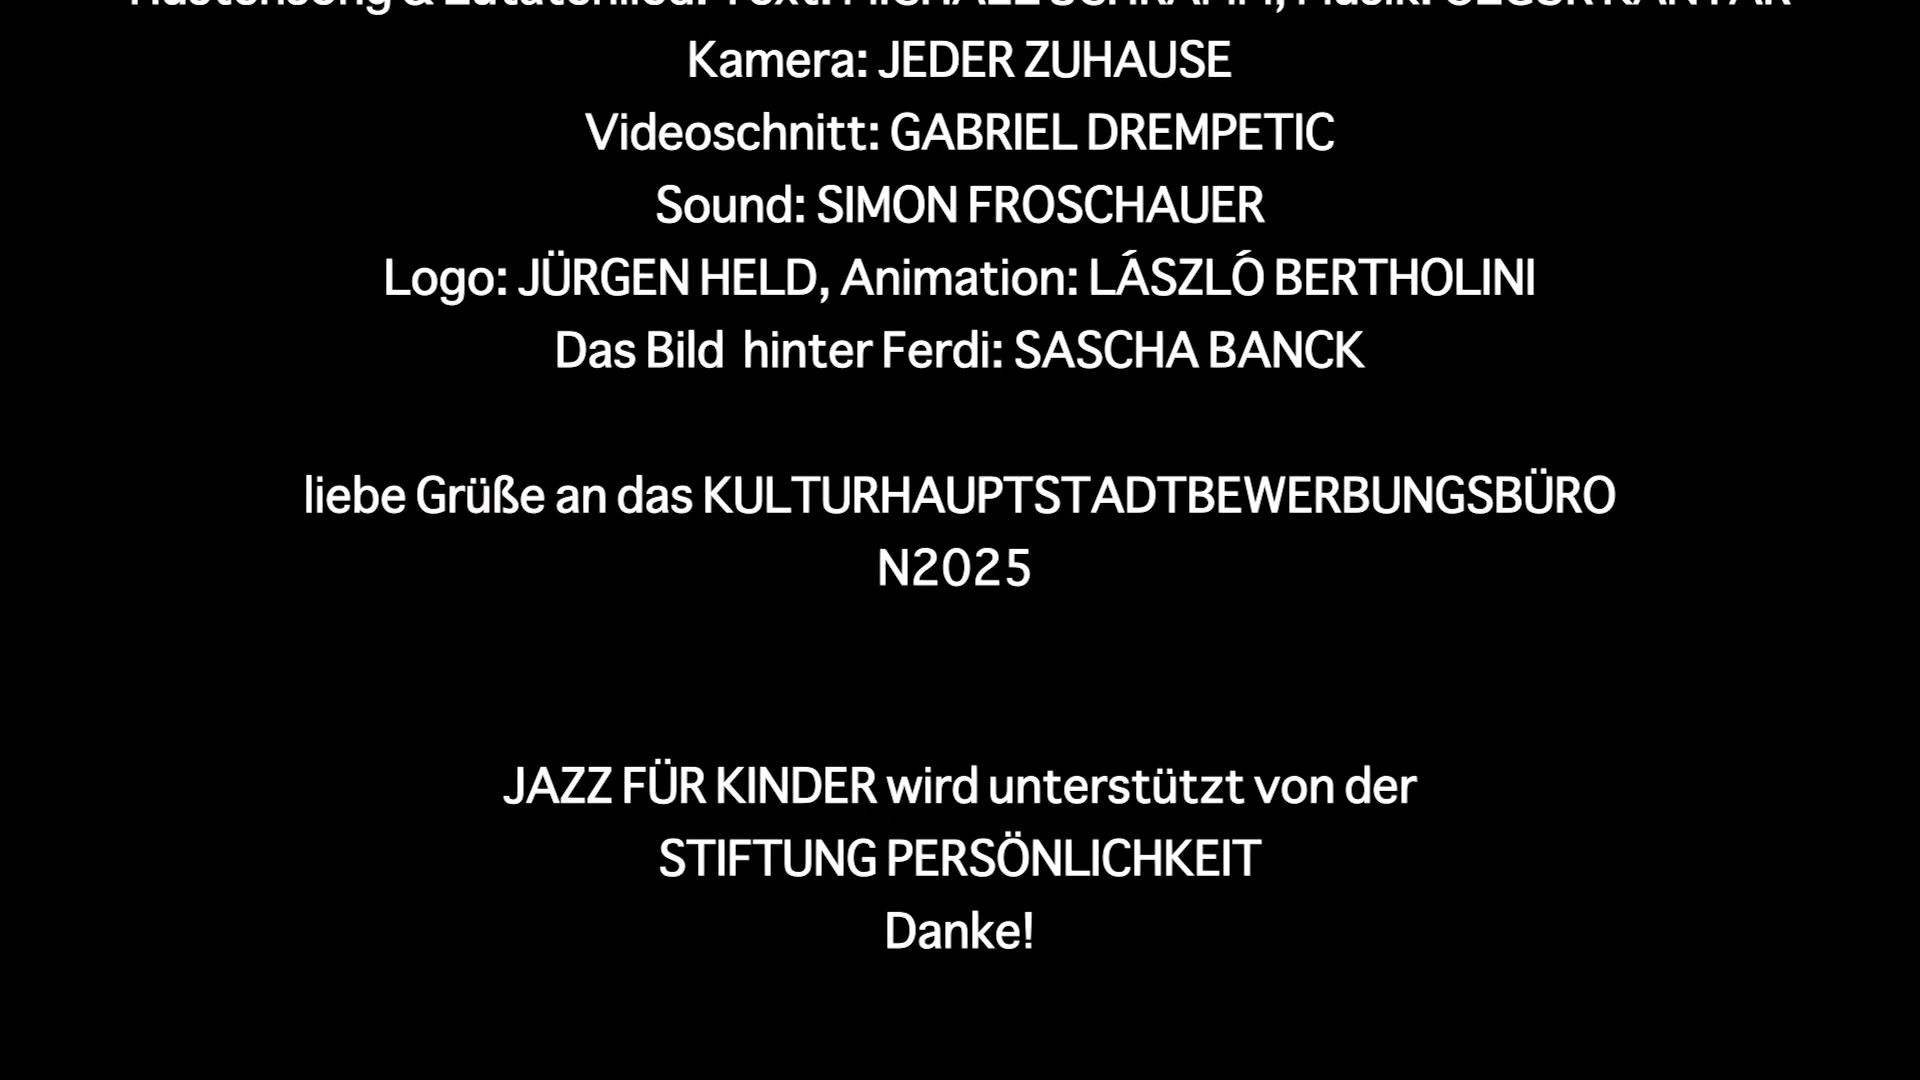 Kamera: JEDER ZUHAUSE
Videoschnitt: GABRIEL DREMPETIC
Sound: SIMON FROSCHAUER
Logo: JÜRGEN HELD, Animation: LÁSZLÓ BERTHOLINI
Das Bild  hinter Ferdi: SASCHA BANCK
liebe Grüße an das KULTURHAUPTSTADTBEWERBUNGSBÜRO
N2025
JAZZ FÜR KINDER wird unterstützt von der
STIFTUNG PERSÖNLICHKEIT
Danke!